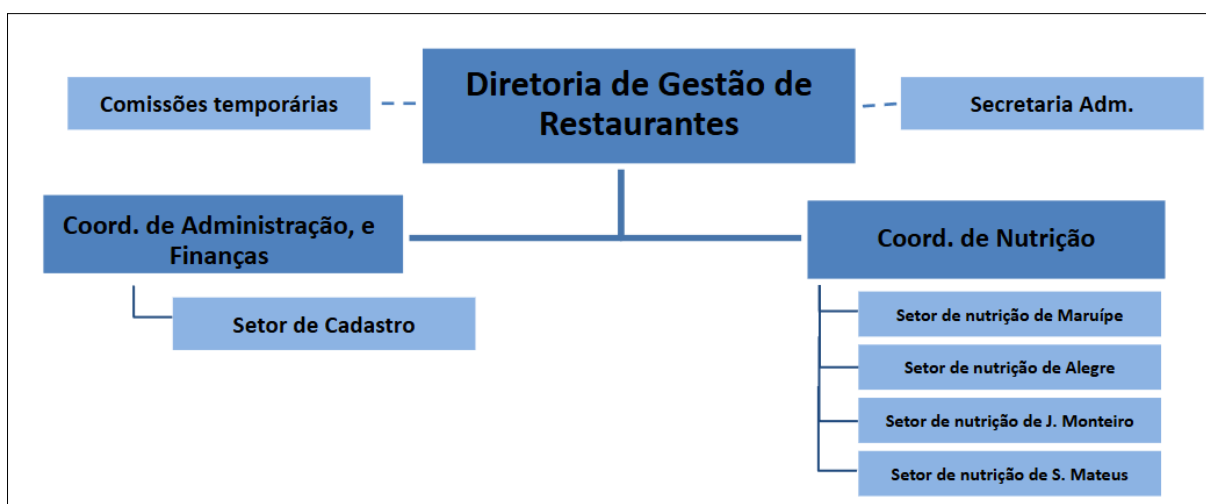 Diretoria de Gestão de
Restaurantes
Comissões temporárias
Secretaria Adm.
Coord. de Administração, e
Finanças
Setor de Cadastro
Coord. de Nutrição
Setor de nutrição de Maruípe
Setor de nutrição de Alegre
Setor de nutrição de J. Monteiro
Setor de nutrição de S. Mateus